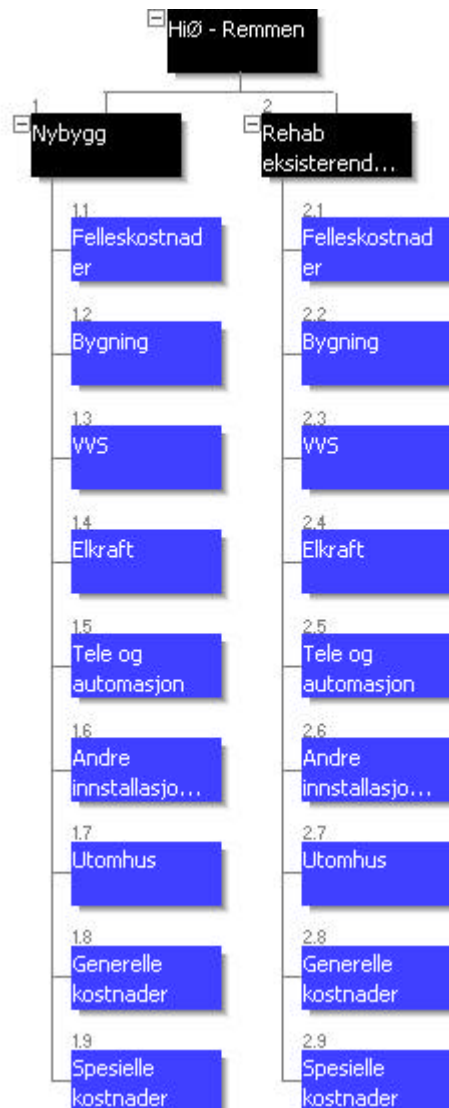 HiØ - Remmen
1
Nybygg
1.1
Felleskostnad
er
1.2
Bygning
1.3
VVS
1.4
Elkraft
1.5
Tele og
automasjon
1.6
Andre
innstallasjo...
1.7
Utomhus
1.8
Generelle
kostnader
1.9
Spesielle
kostnader
2
Rehab
eksisterend...
2.1
Felleskostnad
er
2.2
Bygning
2.3
VVS
2.4
Elkraft
2.5
Tele og
automasjon
2.6
Andre
innstallasjo...
2.7
Utomhus
2.8
Generelle
kostnader
2.9
Spesielle
kostnader